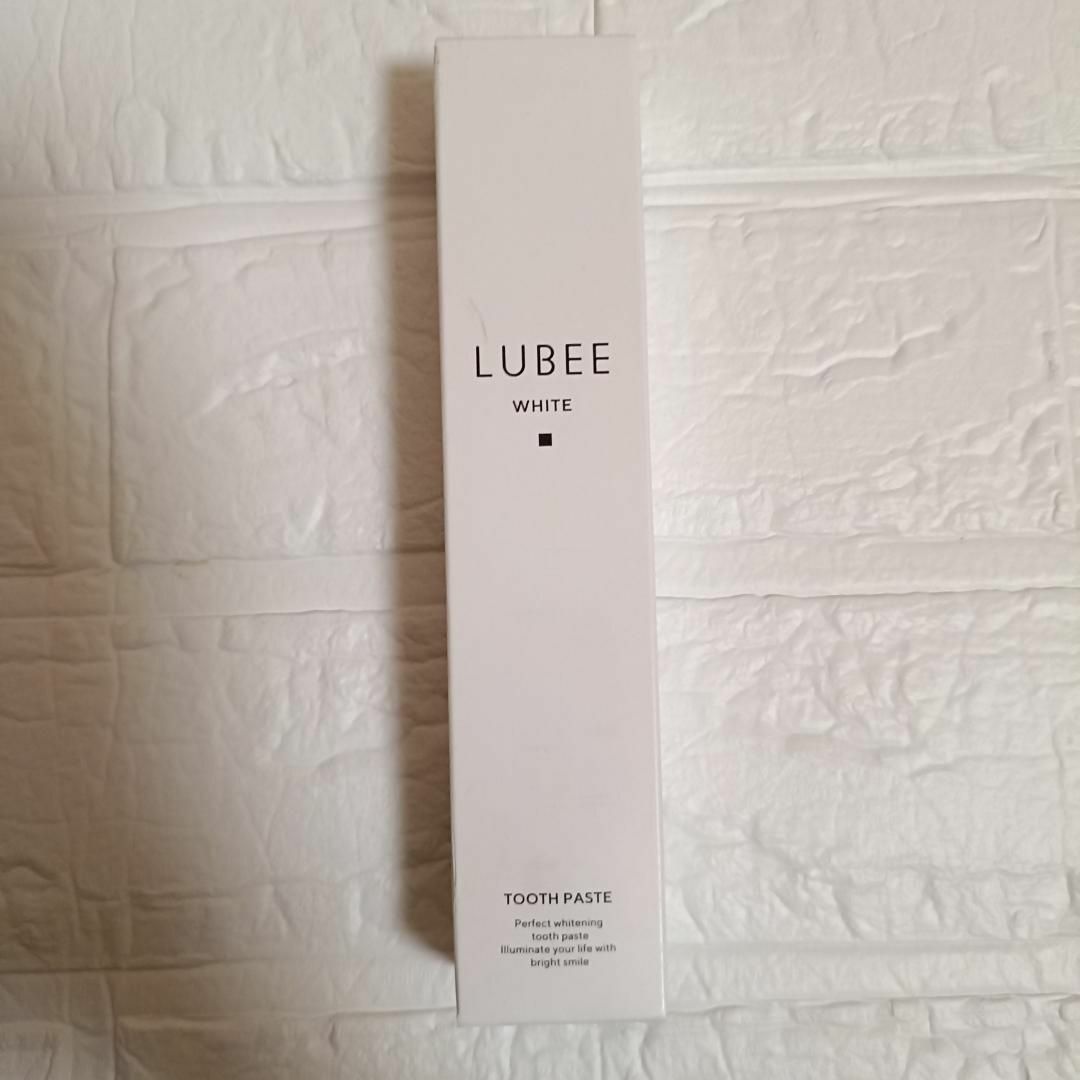 LUBEE
WHITE
TOOTH PASTE
Perfect whitening
tooth paste
Illuminate your life with
bright smile